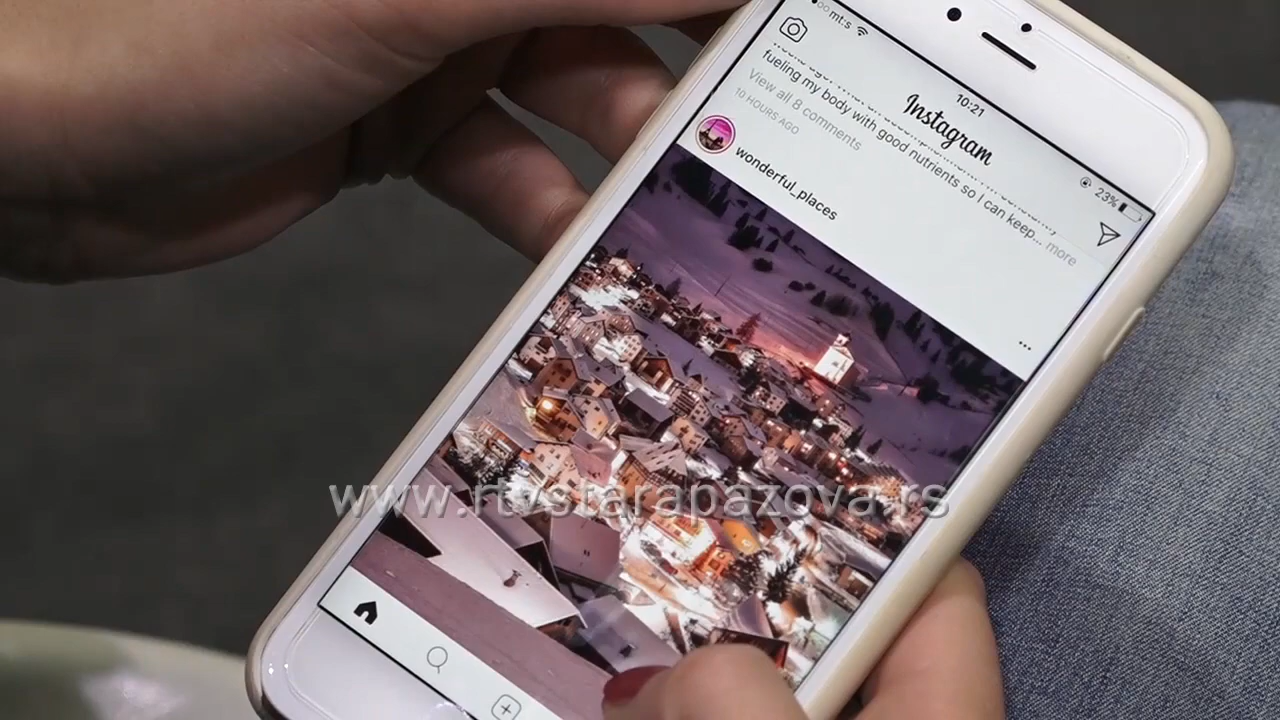 mt:s
10:21
23%
Instagram
fueling my body with good nutrients so I can keep... more
View all 8 comments
10 HOURS AGO
wonderful_places
...
www.rtvstarapazova.rs